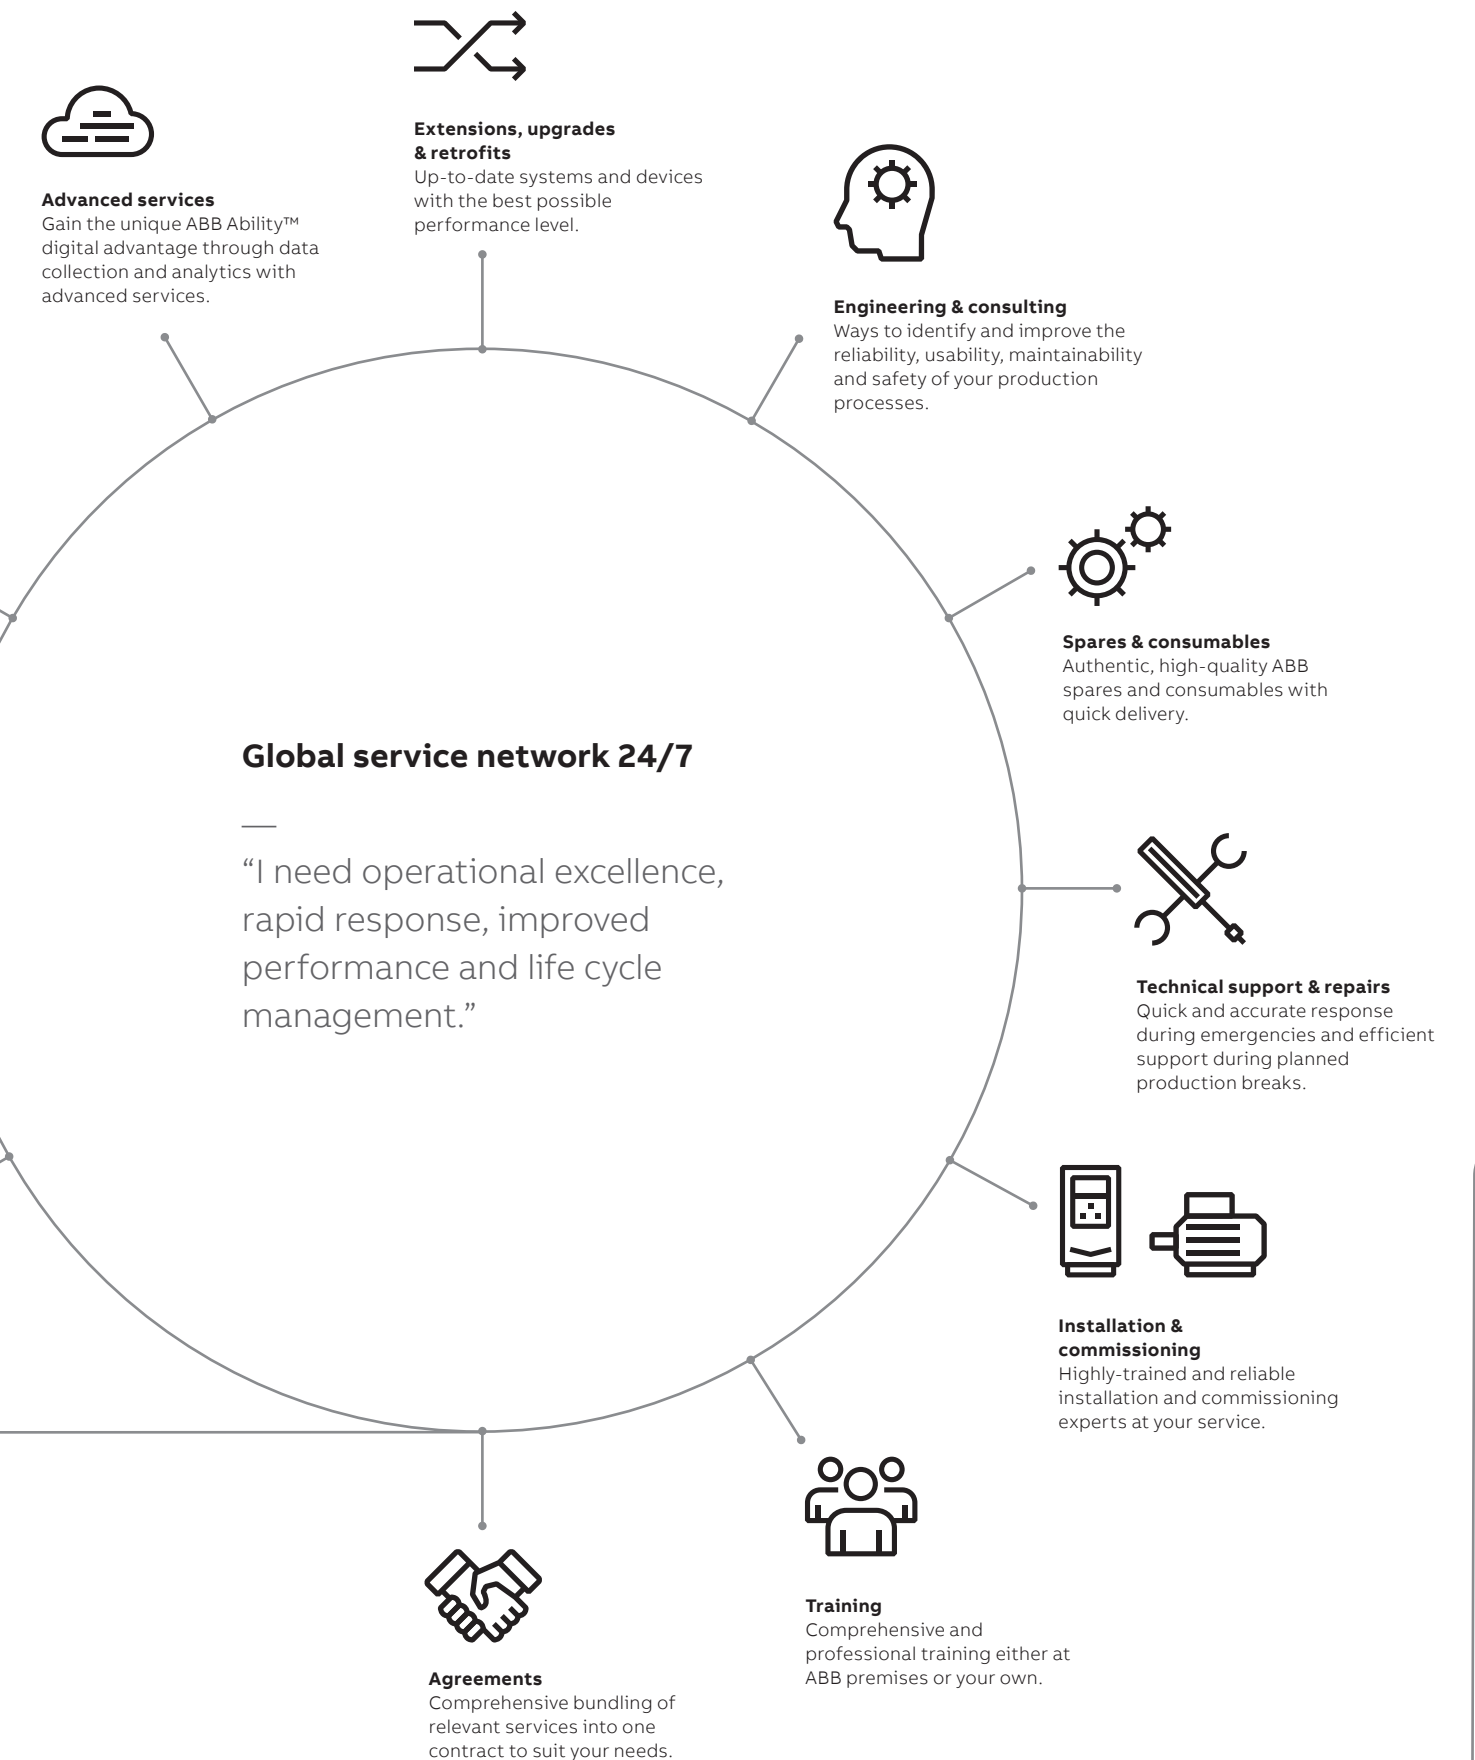 Extensions, upgrades
& retrofits
Up-to-date systems and devices
with the best possible
performance level.
Advanced services
Gain the unique ABB Ability™
digital advantage through data
collection and analytics with
advanced services.
Engineering & consulting
Ways to identify and improve the
reliability, usability, maintainability
and safety of your production
processes.
Spares & consumables
Authentic, high-quality ABB
spares and consumables with
quick delivery.
Global service network 24/7
“I need operational excellence,
rapid response, improved
performance and life cycle
management.”
Technical support & repairs
Quick and accurate response
during emergencies and efficient
support during planned
production breaks.
Installation &
commissioning
Highly-trained and reliable
installation and commissioning
experts at your service.
Training
Comprehensive and
professional training either at
ABB premises or your own.
Agreements
Comprehensive bundling of
relevant services into one
contract to suit your needs.